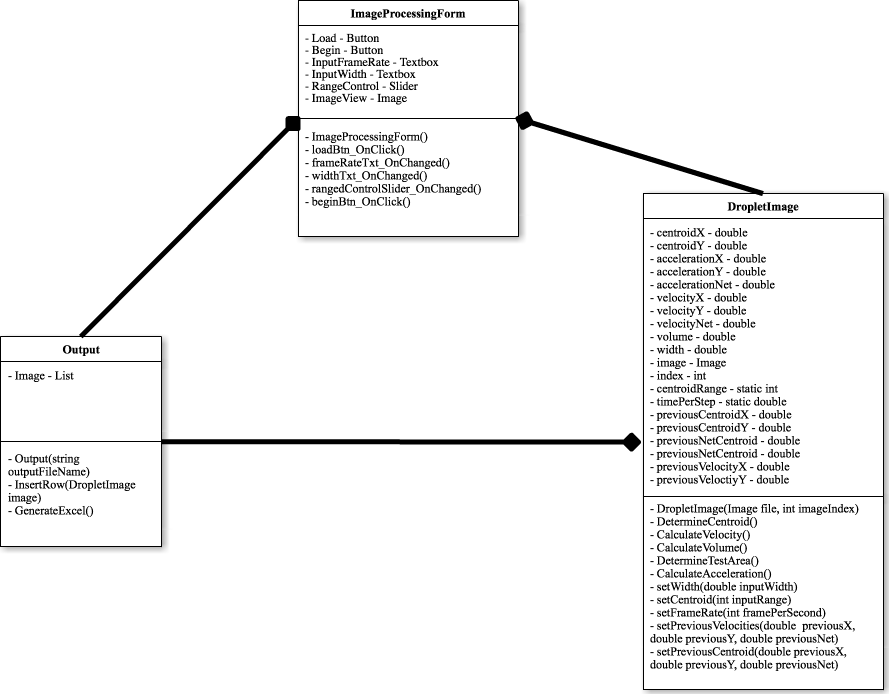 ImageProcessingForm
- Load - Button
- Begin - Button
- InputFrameRate - Textbox
- InputWidth - Textbox
- RangeControl - Slider
- ImageView - Image
- ImageProcessingForm()
- loadBtn_OnClick()
- frameRateTxt_OnChanged()
- widthTxt_OnChanged()
- rangedControlSlider_OnChanged()
- beginBtn_OnClick()
DropletImage
- centroidX - double
- centroidY - double
- accelerationX - double
- accelerationY - double
- accelerationNet - double
- velocityX - double
- velocityY - double
- velocityNet - double
- volume - double
- width - double
- image - Image
- index - int
- centroidRange - static int
- timePerStep - static double
- previousCentroidX - double
- previousCentroidY - double
- previousNetCentroid - double
- previousNetCentroid - double
- previousVelocityX - double
- previousVeloctiyY - double
- DropletImage(Image file, int imageIndex)
- DetermineCentroid()
- CalculateVelocity()
- CalculateVolume()
- DetermineTestArea()
- CalculateAcceleration()
- setWidth(double inputWidth)
- setCentroid(int inputRange)
- setFrameRate(int framePerSecond)
- setPreviousVelocities(double previousX,
double previousY, double previousNet)
- setPreviousCentroid(double previousX,
double previousY, double previousNet)
Output
- Image - List
- Output(string
outputFileName)
- InsertRow(DropletImage
image)
- GenerateExcel()